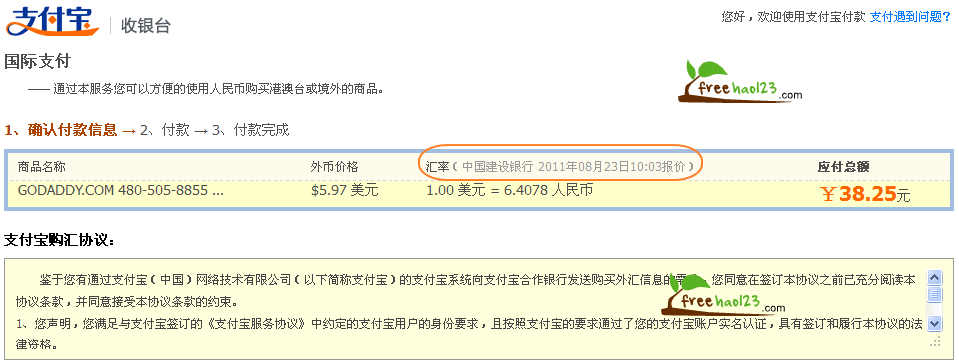 支付宝 收银台
您好，欢迎使用支付宝付款 支付遇到问题？
国际支付
—— 通过本服务您可以方便的使用人民币购买港澳台或境外的商品。
freehao123.com
1、确认付款信息 → 2、付款 → 3、付款完成
商品名称 外币价格 汇率（中国建设银行 2011年08月23日10:03报价） 应付总额
GODADDY.COM 480-505-8855 ... $5.97 美元 1.00 美元 = 6.4078 人民币 ￥38.25元
支付宝购汇协议：
鉴于您有通过支付宝（中国）网络技术有限公司（以下简称支付宝）的支付宝系统向支付宝合作银行发送购买外汇信息的需 您同意在签订本协议之前已充分阅读本
协议条款，并同意接受本协议条款的约束。
freehao123.com
1、您声明，您满足与支付宝签订的《支付宝服务协议》中约定的支付宝用户的身份要求，且按照支付宝的要求通过了您的支付宝账户实名认证，具有签订和履行本协议的法
律资格。